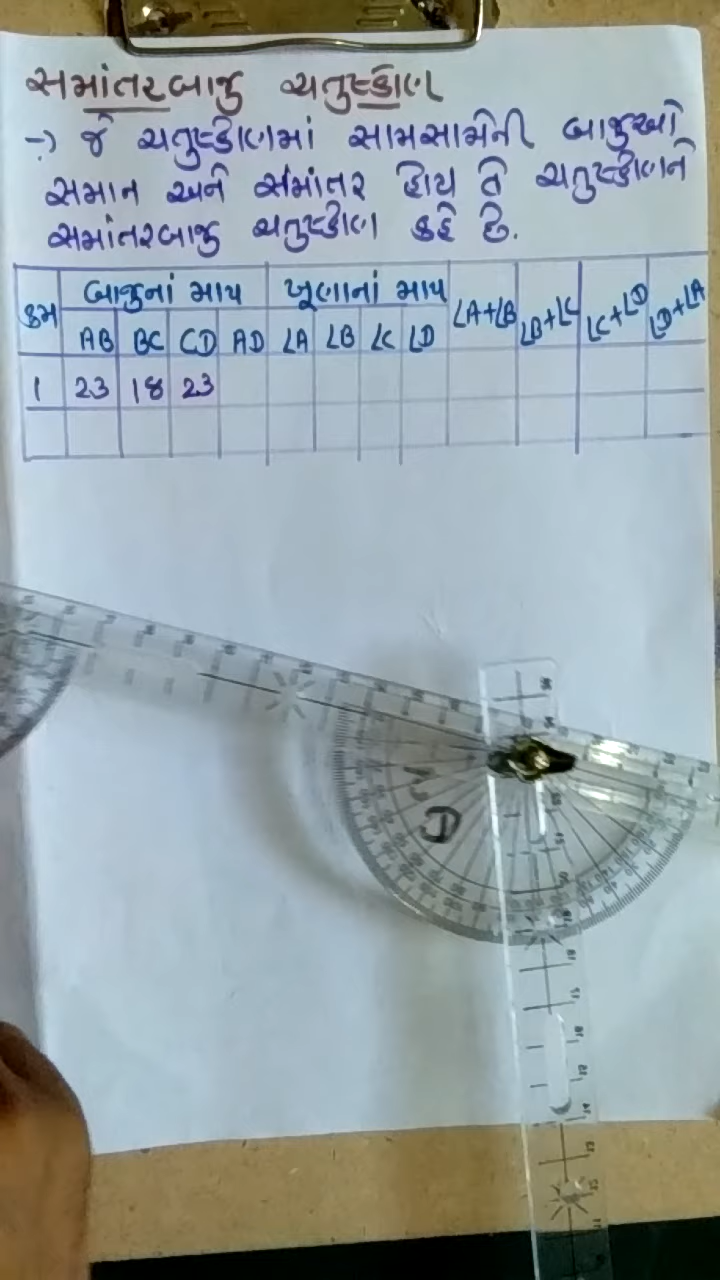 સમાંતરબાજુ ચતુષ્કોણ
-> જે ચતુષ્કોણમાં સામસામેની બાજુઓ
સમાન અને સમાંતર હોય તે ચતુષ્કોણને
સમાંતરબાજુ ચતુષ્કોણ કહે છે.
ક્રમ બાજુનાં માપ ખૂણાનાં માપ ∠A+∠B ∠B+∠C ∠C+∠D ∠D+∠A
AB BC CD AD ∠A ∠B ∠C ∠D
1 23 18 23
D